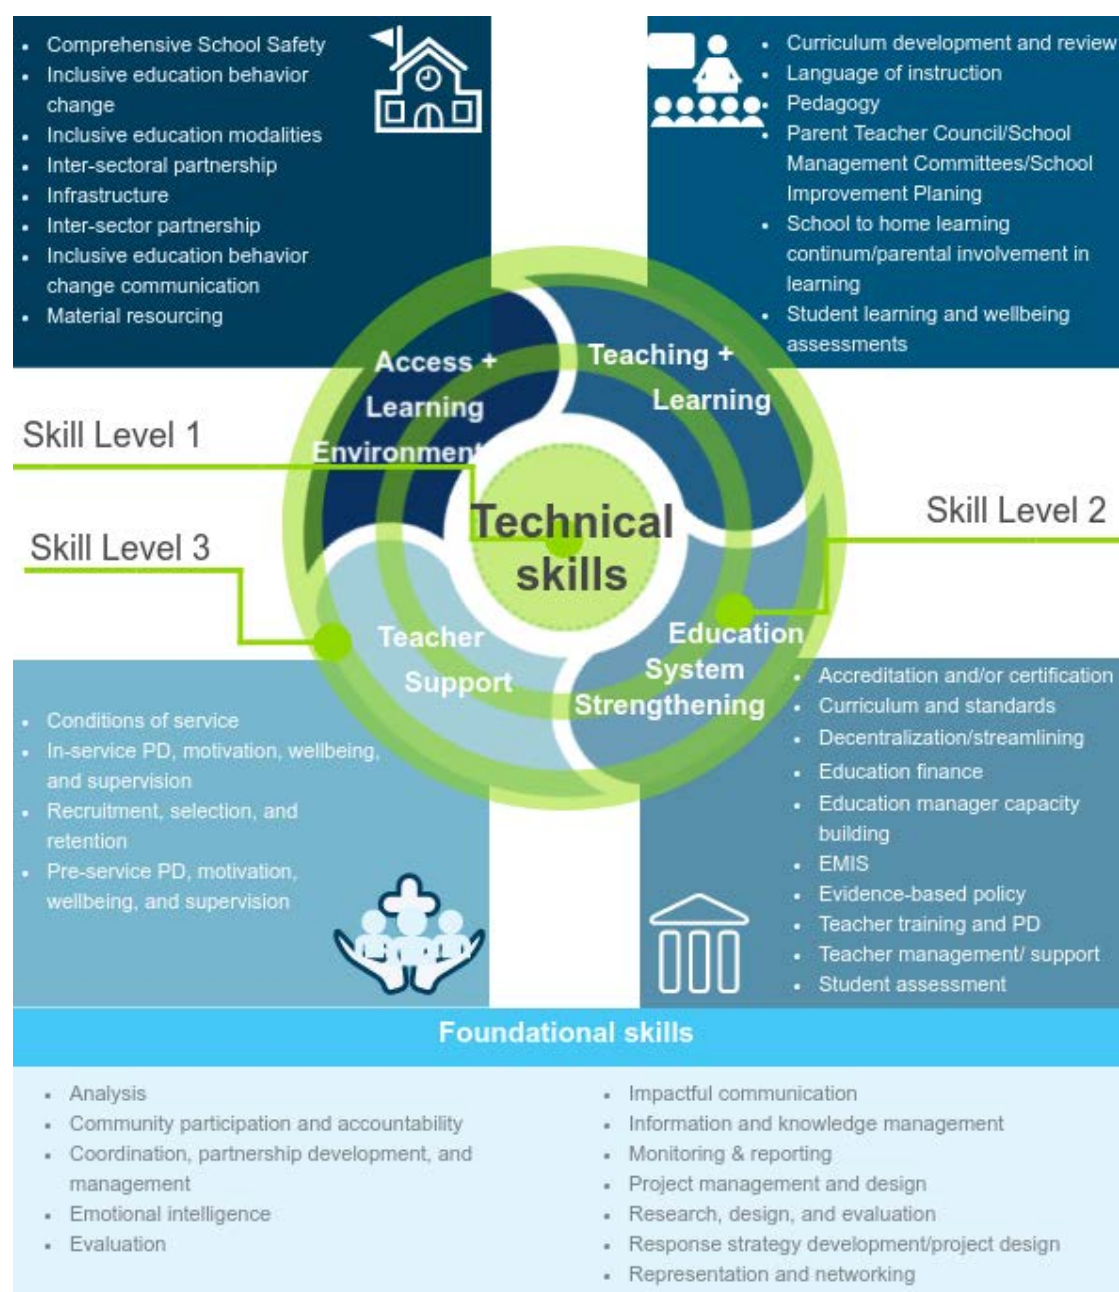 Comprehensive School Safety
Inclusive education behavior
change
Inclusive education modalities
Inter-sectoral partnership
Infrastructure
Inter-sector partnership
Inclusive education behavior
change communication
Material resourcing
Curriculum development and review
Language of instruction
Pedagogy
Parent Teacher Council/School
Management Committees/School
Improvement Planing
School to home learning
continum/parental involvement in
learning
Student learning and wellbeing
assessments
Access +
Learning
Environment
Teaching +
Learning
Skill Level 1
Skill Level 2
Skill Level 3
Technical
skills
Teacher
Support
Education
System
Strengthening
Conditions of service
In-service PD, motivation, wellbeing,
and supervision
Recruitment, selection, and
retention
Pre-service PD, motivation,
wellbeing, and supervision
Accreditation and/or certification
Curriculum and standards
Decentralization/streamlining
Education finance
Education manager capacity
building
EMIS
Evidence-based policy
Teacher training and PD
Teacher management/ support
Student assessment
Foundational skills
Analysis
Community participation and accountability
Coordination, partnership development, and
management
Emotional intelligence
Evaluation
Impactful communication
Information and knowledge management
Monitoring & reporting
Project management and design
Research, design, and evaluation
Response strategy development/project design
Representation and networking